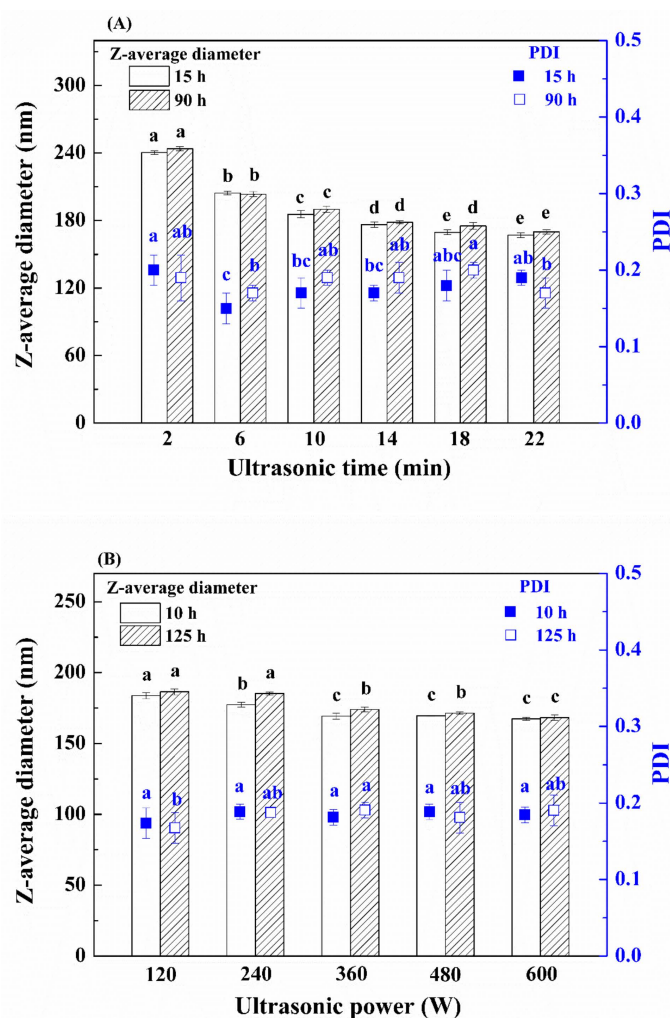 (A)
Z-average diameter
15 h
90 h
PDI
15 h
90 h
a a
b b
c c
d d
e d
e e
a ab
c b
bc ab
bc ab
abc a
ab b
Z-average diameter (nm)
0
60
120
180
240
300
PDI
0.0
0.1
0.2
0.3
0.4
0.5
2 6 10 14 18 22
Ultrasonic time (min)
(B)
Z-average diameter
10 h
125 h
PDI
10 h
125 h
a a
b a
c b
c b
c c
a b
a ab
a a
a ab
a ab
Z-average diameter (nm)
0
50
100
150
200
250
PDI
0.0
0.1
0.2
0.3
0.4
0.5
120 240 360 480 600
Ultrasonic power (W)